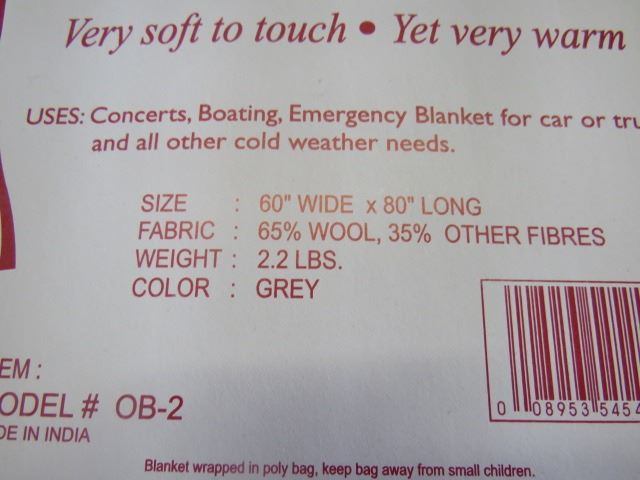 Very soft to touch • Yet very warm
USES: Concerts, Boating, Emergency Blanket for car or tru
and all other cold weather needs.
SIZE : 60" WIDE x 80" LONG
FABRIC : 65% WOOL, 35% OTHER FIBRES
WEIGHT : 2.2 LBS.
COLOR : GREY
EM :
ODEL # OB-2
DE IN INDIA
0 08953 5454
Blanket wrapped in poly bag, keep bag away from small children.